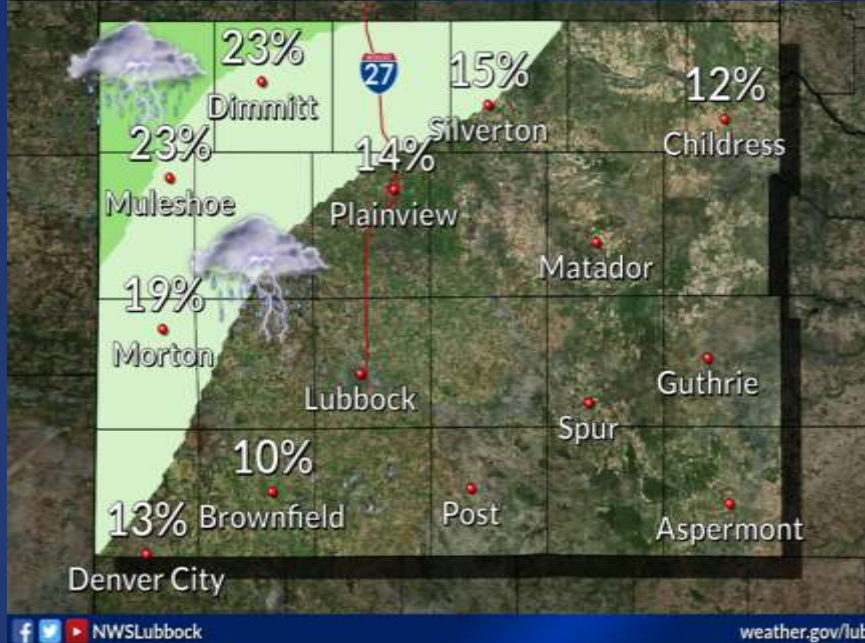 23%
Dimmitt
27
15%
Silverton
12%
Childress
23%
Muleshoe
14%
Plainview
Matador
19%
Morton
Lubbock
Guthrie
Spur
10%
Brownfield
13%
Denver City
Post
Aspermont
NWSLubbock
weather.gov/lub